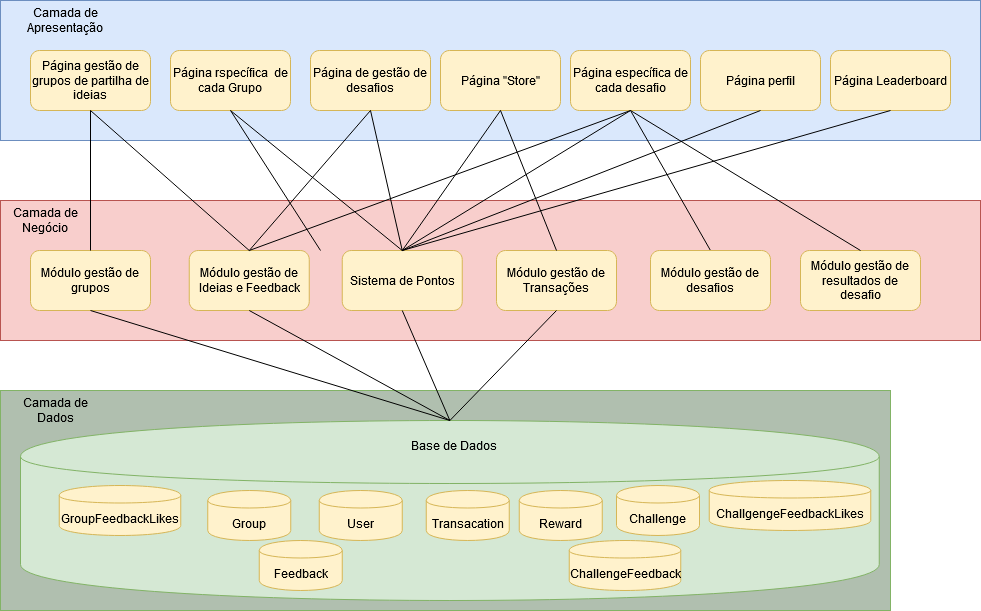 Camada de
Apresentação
Página gestão de
grupos de partilha de
ideias
Página rspecífica de
cada Grupo
Página de gestão de
desafios
Página "Store"
Página específica de
cada desafio
Página perfil
Página Leaderboard
Camada de
Negócio
Módulo gestão de
grupos
Módulo gestão de
Ideias e Feedback
Sistema de Pontos
Módulo gestão de
Transações
Módulo gestão de
desafios
Módulo gestão de
resultados de
desafio
Camada de
Dados
Base de Dados
GroupFeedbackLikes
Group
User
Transacation
Reward
Challenge
ChallgengeFeedbackLikes
Feedback
ChallengeFeedback